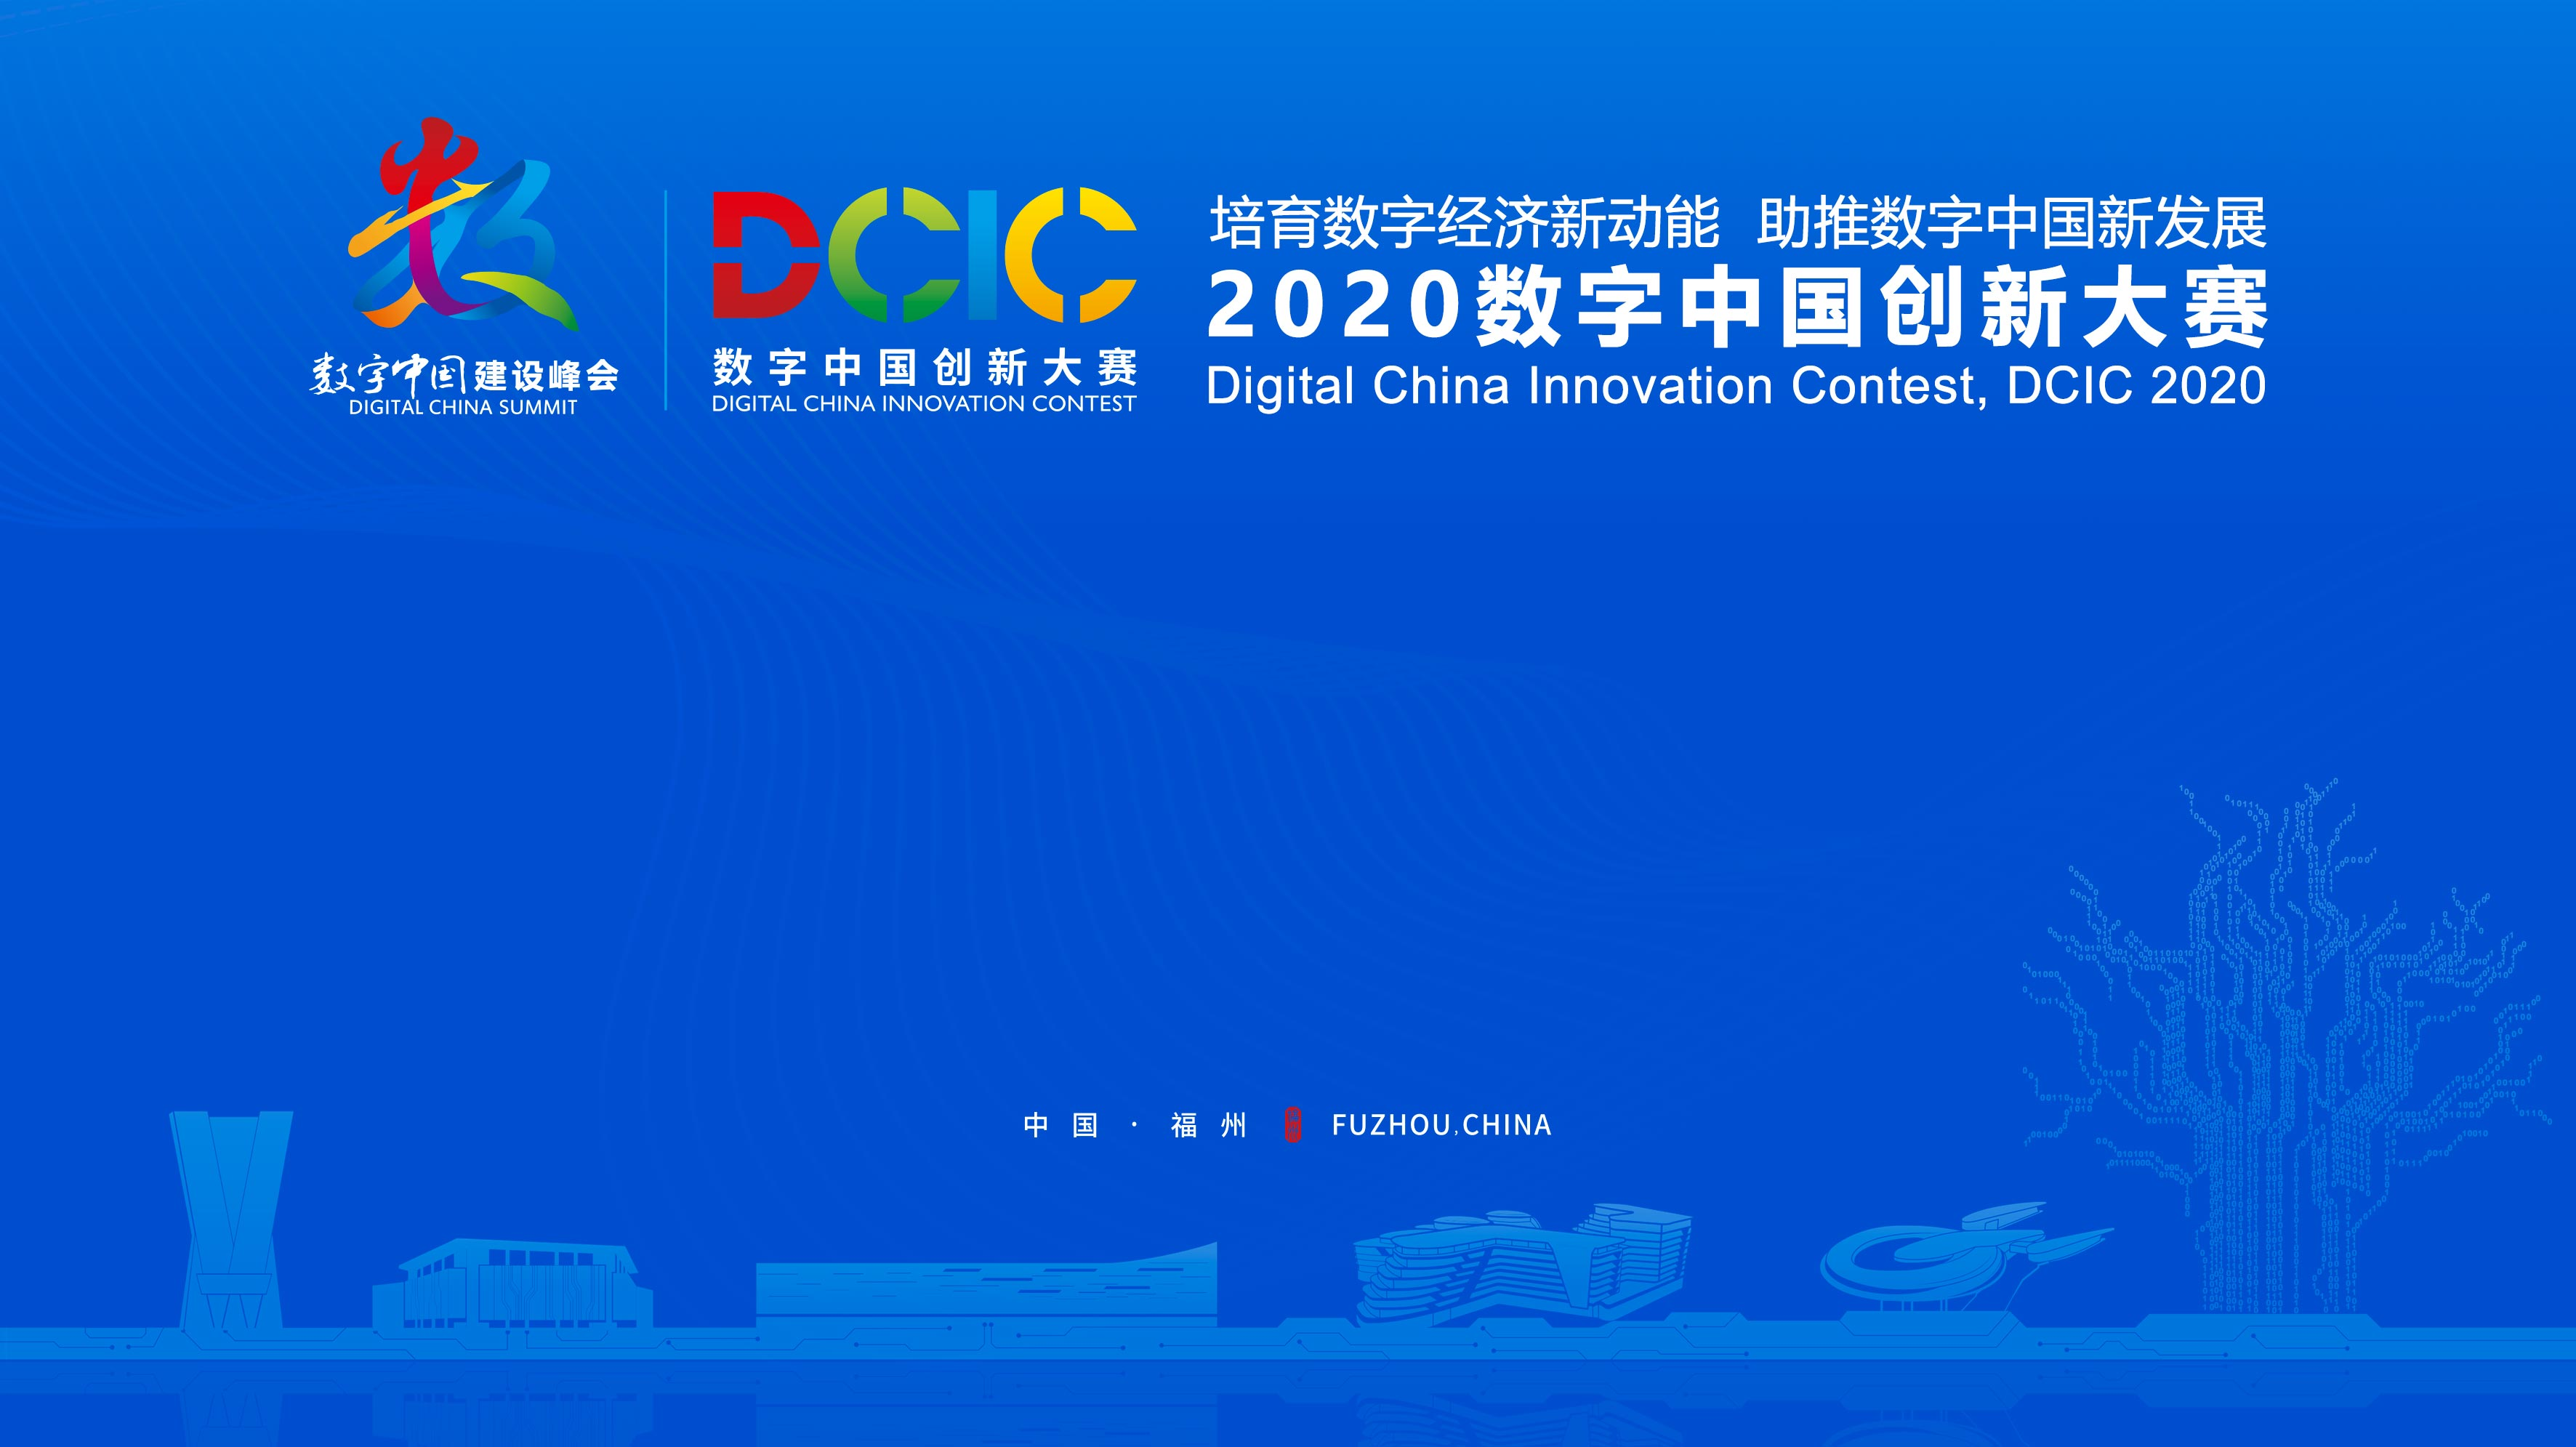 数字中国建设峰会
DIGITAL CHINA SUMMIT
DCIC
数字中国创新大赛
DIGITAL CHINA INNOVATION CONTEST
培育数字经济新动能 助推数字中国新发展
2020数字中国创新大赛
Digital China Innovation Contest, DCIC 2020
中国·福州 FUZHOU,CHINA